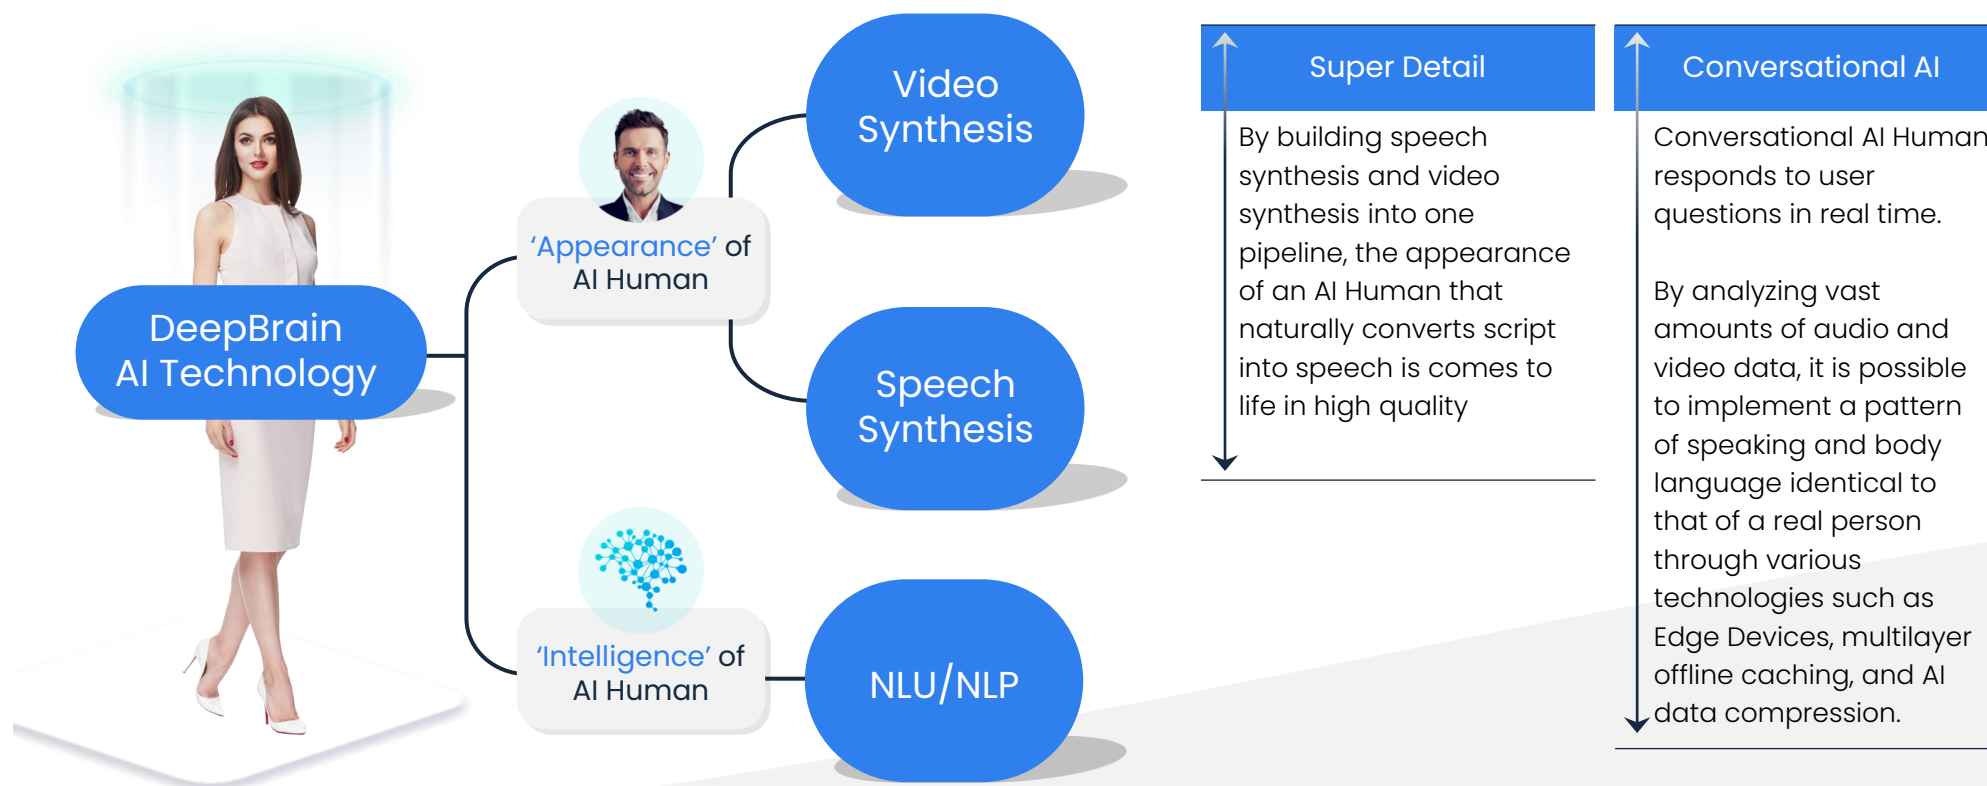 DeepBrain
AI Technology
‘Appearance’ of
AI Human
‘Intelligence’ of
AI Human
Video
Synthesis
Speech
Synthesis
NLU/NLP
Super Detail
By building speech
synthesis and video
synthesis into one
pipeline, the appearance
of an AI Human that
naturally converts script
into speech is comes to
life in high quality
Conversational AI
Conversational AI Human
responds to user
questions in real time.
By analyzing vast
amounts of audio and
video data, it is possible
to implement a pattern
of speaking and body
language identical to
that of a real person
through various
technologies such as
Edge Devices, multilayer
offline caching, and AI
data compression.